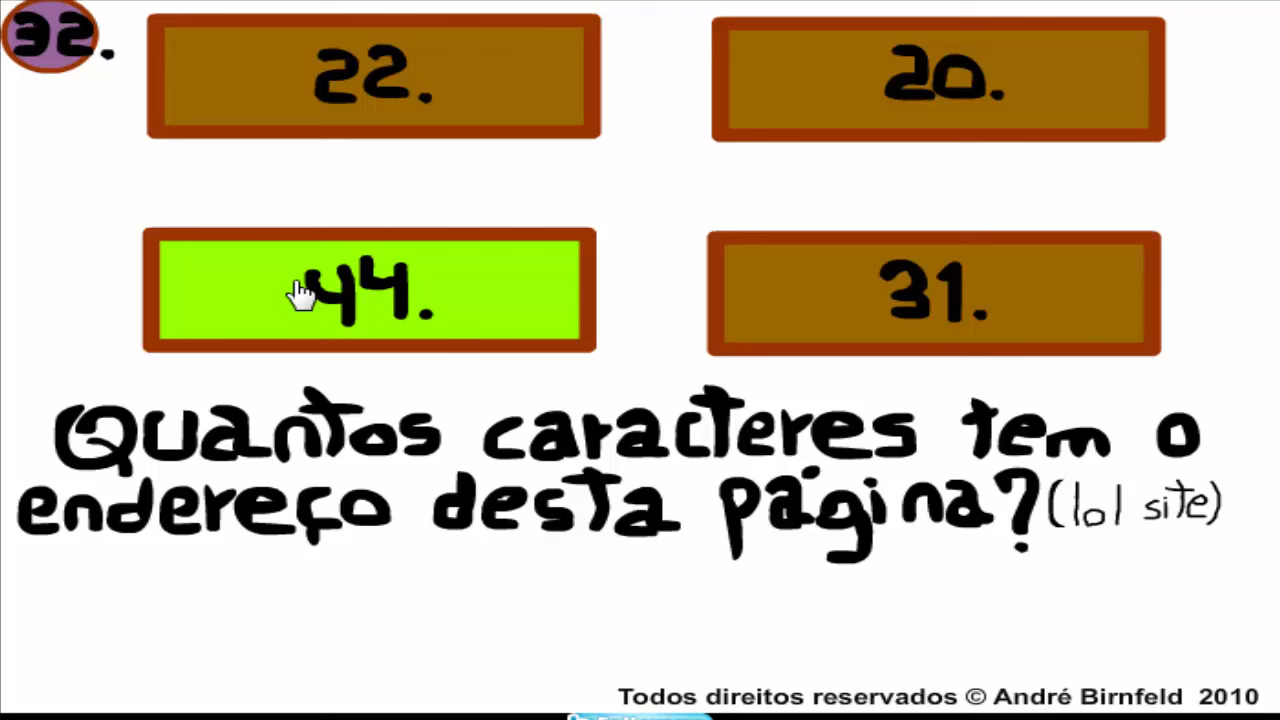 32.
22.
20.
44.
31.
Quantos caracteres tem o
endereço desta página? (lol site)
Todos direitos reservados © André Birnfeld 2010